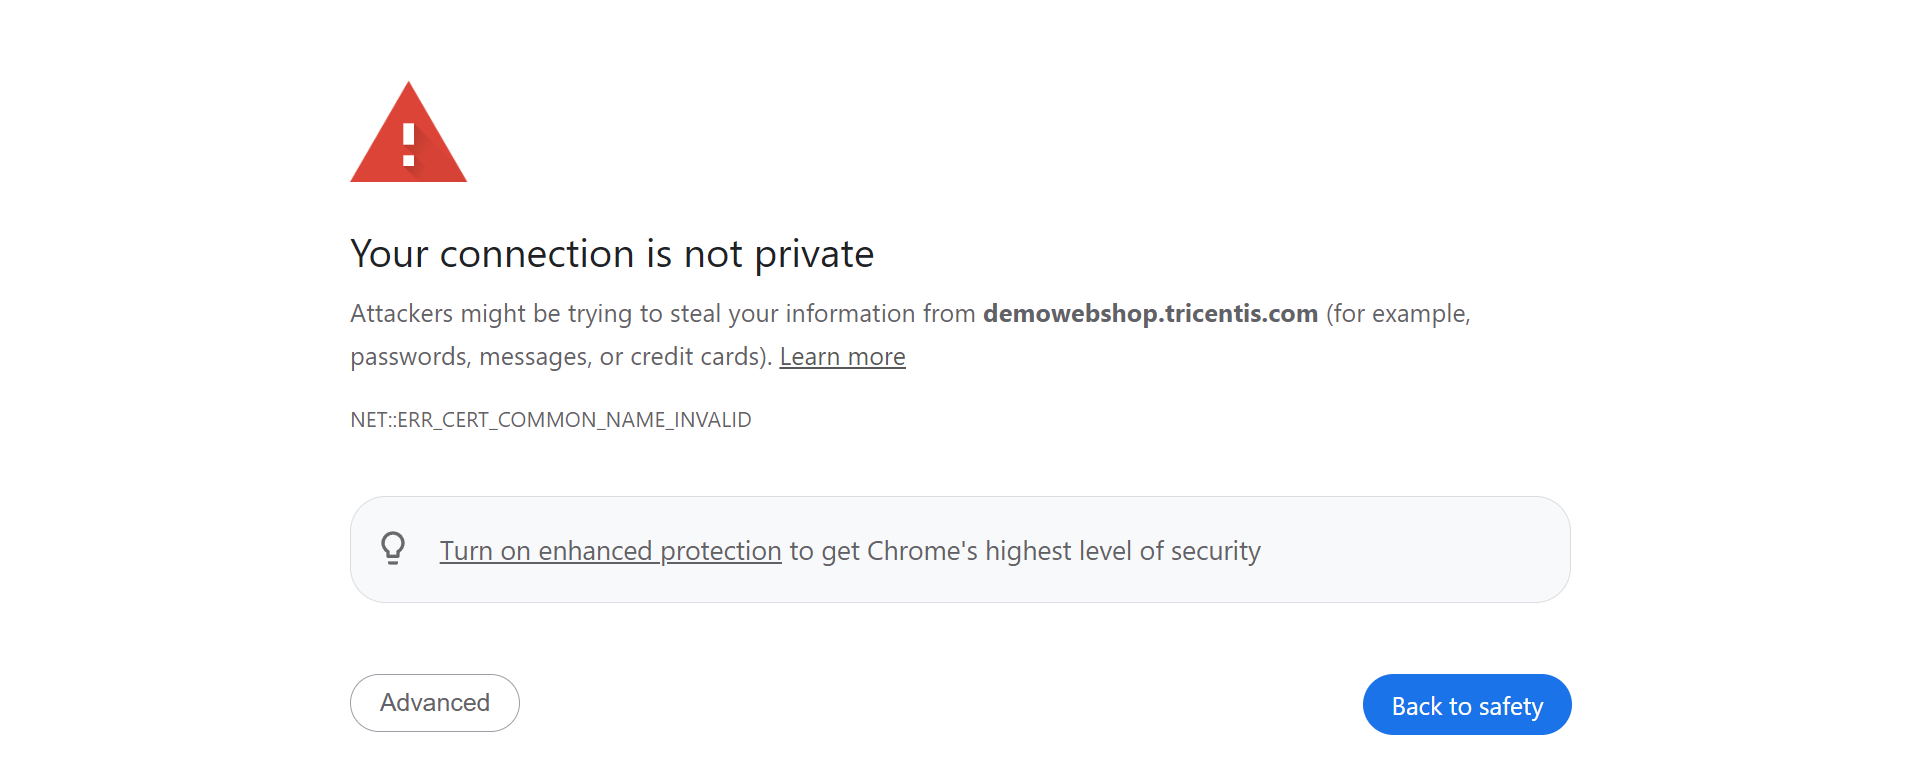 Your connection is not private
Attackers might be trying to steal your information from demowebshop.tricentis.com (for example,
passwords, messages, or credit cards). Learn more
NET::ERR_CERT_COMMON_NAME_INVALID
Turn on enhanced protection to get Chrome's highest level of security
Advanced
Back to safety